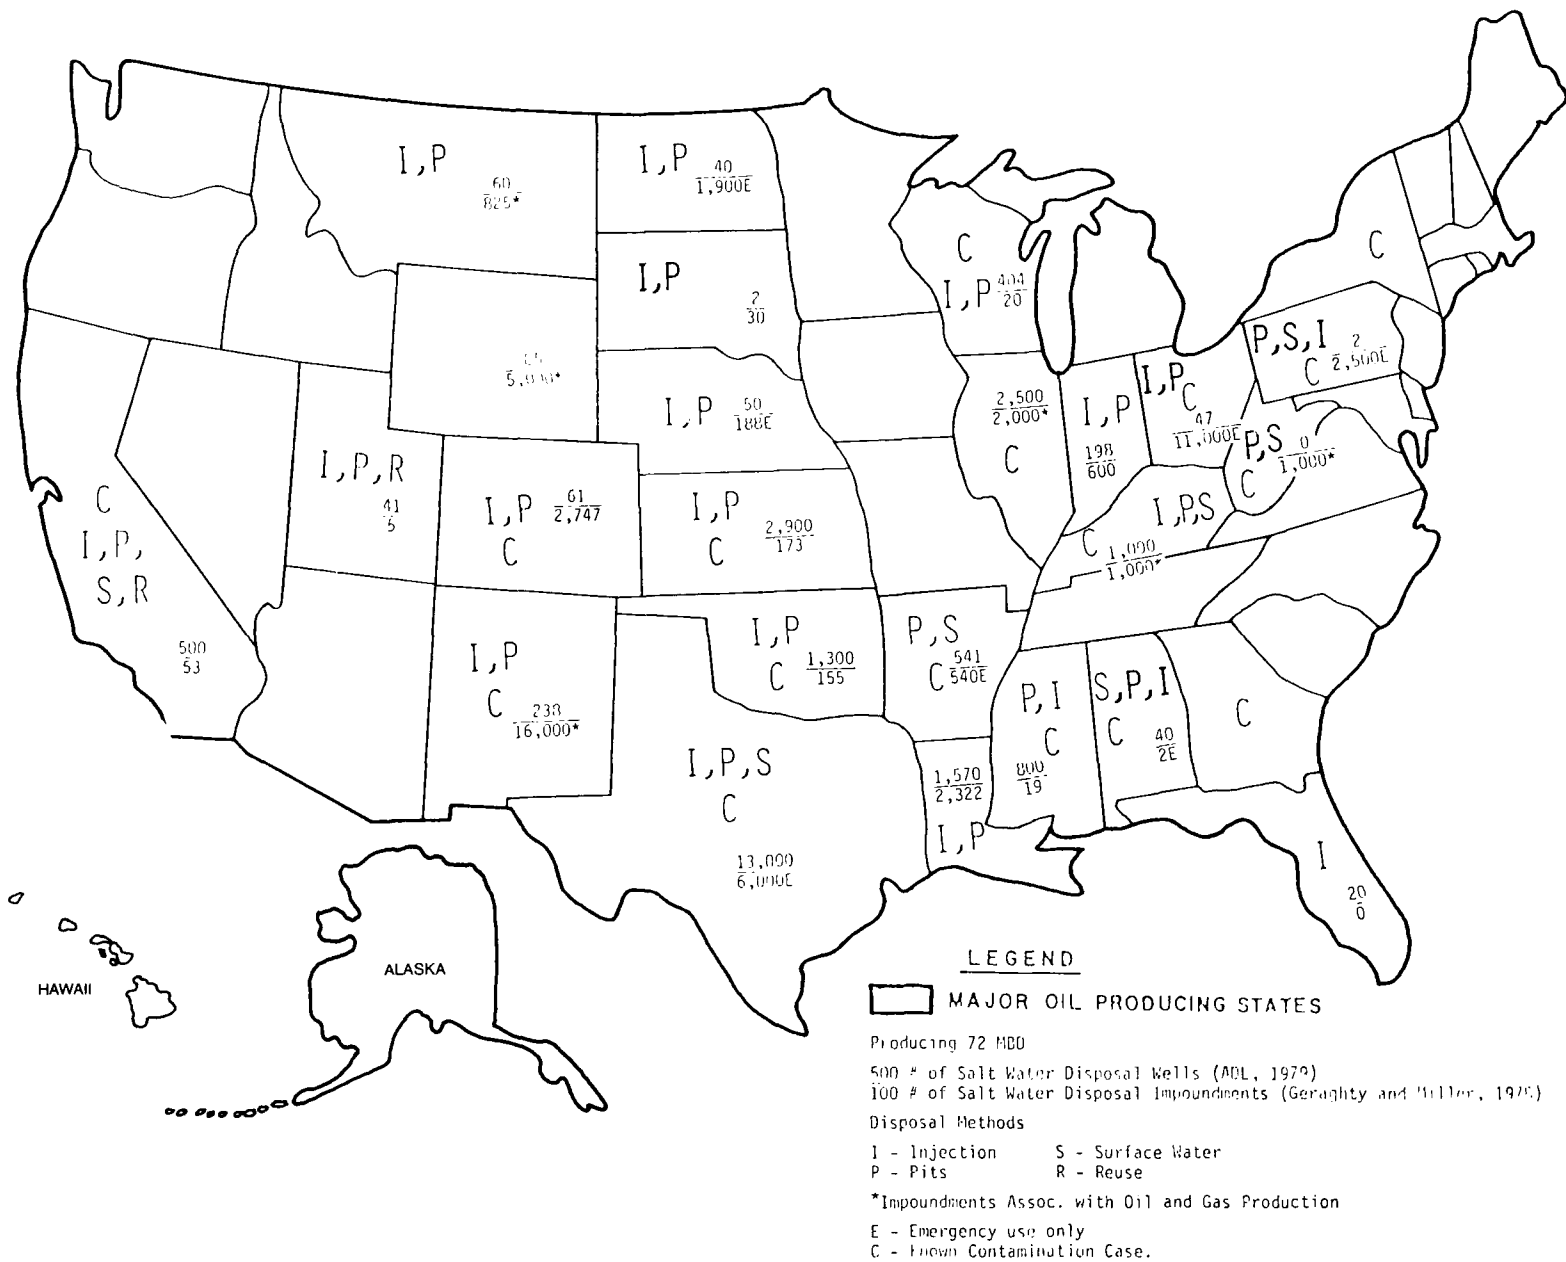 I,P
60
825*
I,P
40
1,900E
I,P
2
30
C
I,P
404
20
C
P,S,I
2
2,500E
C
5,000*
I,P
50
188E
2,500
2,000*
C
I,P
198
600
I,P
C
47
11,000E
P,S
0
1,000*
C
I,P,R
41
5
I,P
61
2,747
C
I,P
C
2,900
173
I,P,S
C
1,000
1,000*
C
I,P,
S,R
500
53
I,P
C
238
16,000*
I,P
C
1,300
155
P,S
C
541
540E
P,I
C
800
19
S,P,I
C
40
2E
C
I,P,S
C
13,000
6,000E
1,570
2,322
I,P
I
20
0
HAWAII
ALASKA
LEGEND
MAJOR OIL PRODUCING STATES
Producing 72 MBD
500 # of Salt Water Disposal Wells (ADL, 1979)
100 # of Salt Water Disposal Impoundments (Geraghty and Miller,
Disposal Methods
I - Injection S - Surface Water
P - Pits R - Reuse
*Impoundments Assoc. with Oil and Gas Production
E - Emergency use only
C - Known Contamination Case.